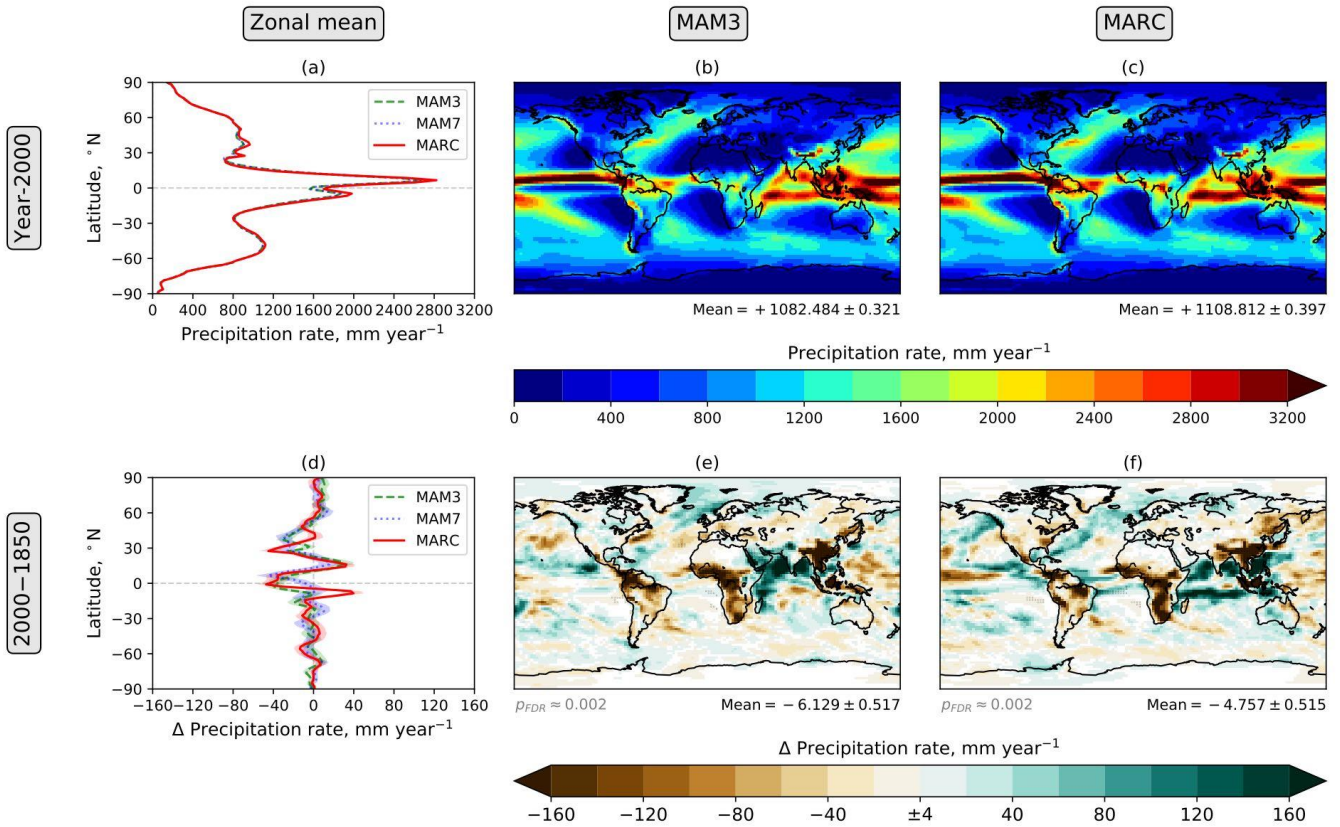 Zonal mean
MAM3
MARC
Year-2000
(a)
90
60
30
0
−30
−60
−90
Latitude, °N
MAM3
MAM7
MARC
0 400 800 1200 1600 2000 2400 2800 3200
Precipitation rate, mm year⁻¹
(b)
Mean = +1082.484 ± 0.321
(c)
Mean = +1108.812 ± 0.397
Precipitation rate, mm year⁻¹
0 400 800 1200 1600 2000 2400 2800 3200
2000−1850
(d)
90
60
30
0
−30
−60
−90
Latitude, °N
MAM3
MAM7
MARC
−160 −120 −80 −40 0 40 80 120 160
Δ Precipitation rate, mm year⁻¹
(e)
pFDR ≈ 0.002
Mean = −6.129 ± 0.517
(f)
pFDR ≈ 0.002
Mean = −4.757 ± 0.515
Δ Precipitation rate, mm year⁻¹
−160 −120 −80 −40 ±4 40 80 120 160